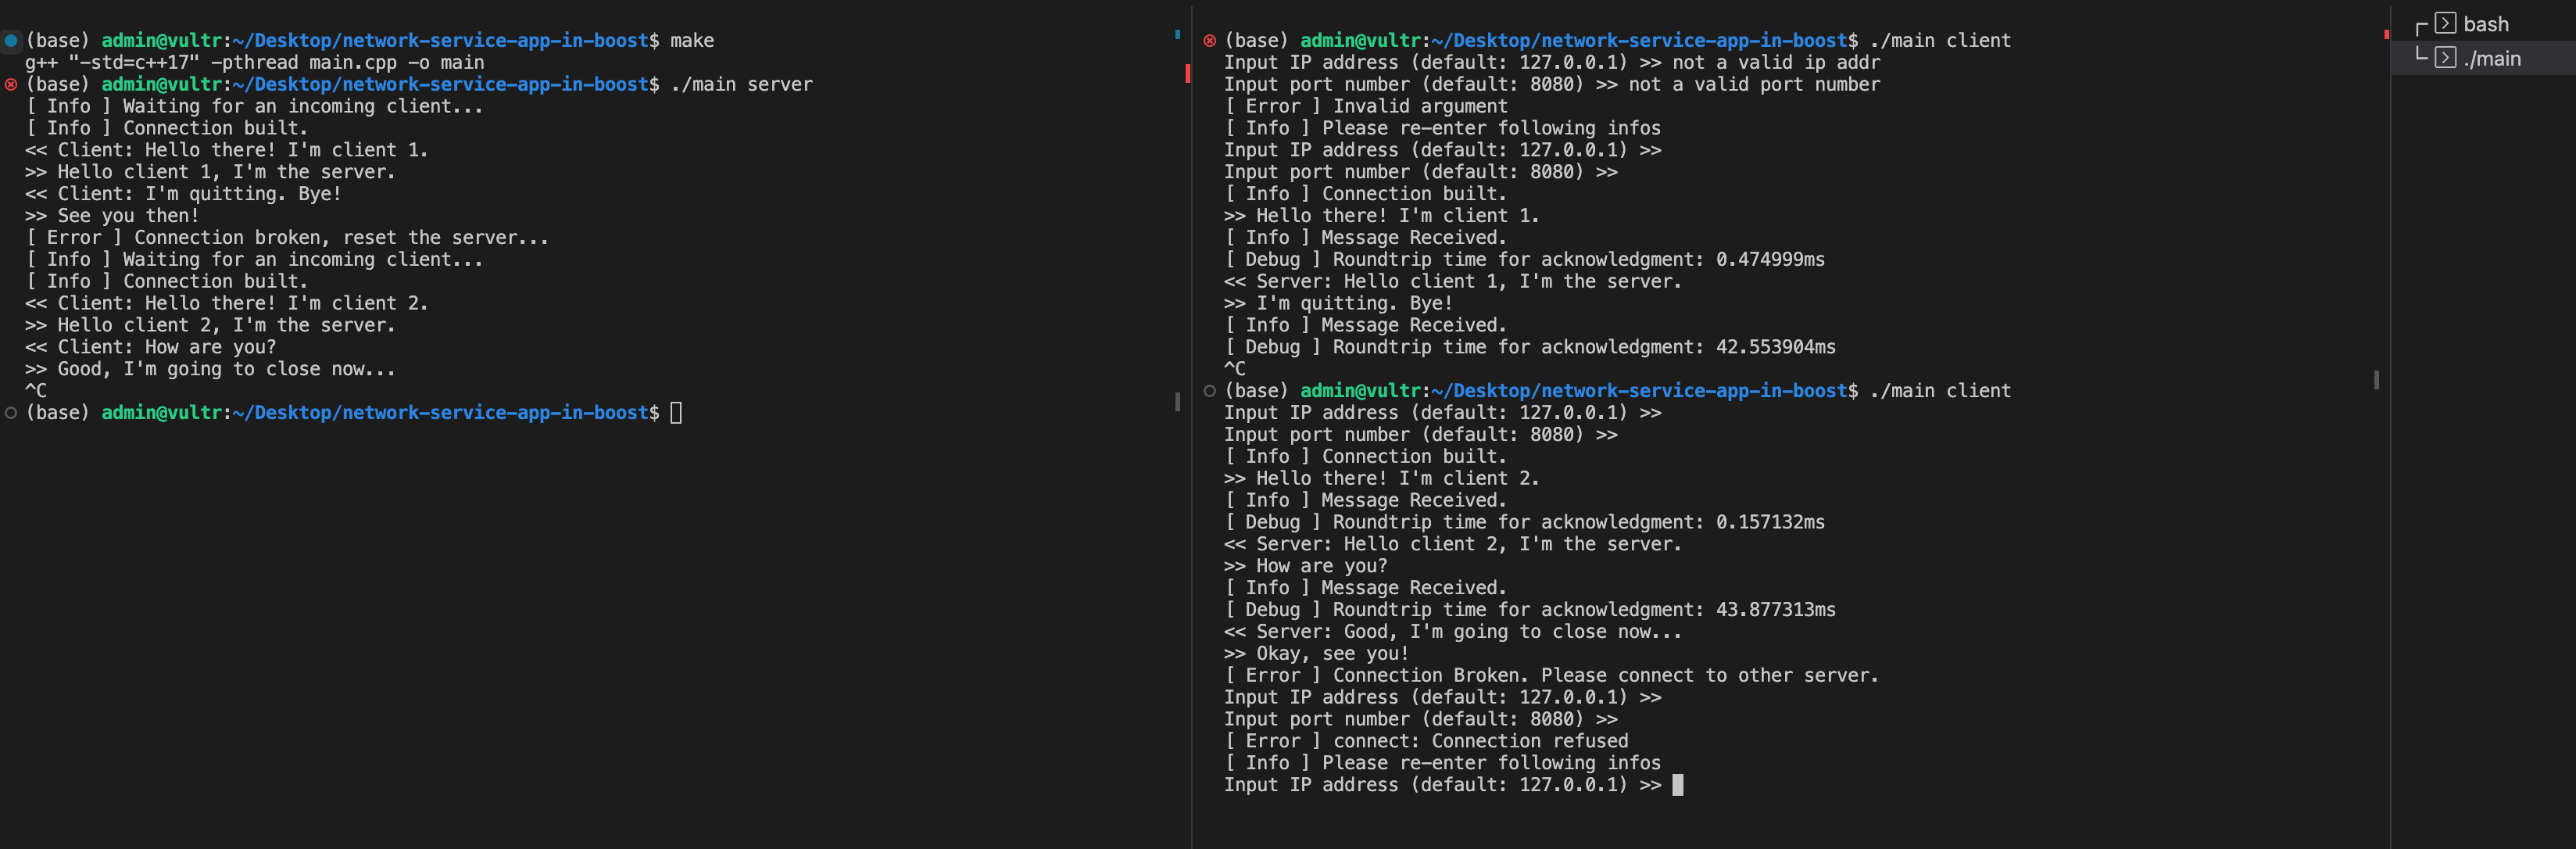 (base) admin@vultr:~/Desktop/network-service-app-in-boost$ make
g++ "-std=c++17" -pthread main.cpp -o main
(base) admin@vultr:~/Desktop/network-service-app-in-boost$ ./main server
[ Info ] Waiting for an incoming client...
[ Info ] Connection built.
<< Client: Hello there! I'm client 1.
>> Hello client 1, I'm the server.
<< Client: I'm quitting. Bye!
>> See you then!
[ Error ] Connection broken, reset the server...
[ Info ] Waiting for an incoming client...
[ Info ] Connection built.
<< Client: Hello there! I'm client 2.
>> Hello client 2, I'm the server.
<< Client: How are you?
>> Good, I'm going to close now...
^C
(base) admin@vultr:~/Desktop/network-service-app-in-boost$
(base) admin@vultr:~/Desktop/network-service-app-in-boost$ ./main client
Input IP address (default: 127.0.0.1) >> not a valid ip addr
Input port number (default: 8080) >> not a valid port number
[ Error ] Invalid argument
[ Info ] Please re-enter following infos
Input IP address (default: 127.0.0.1) >>
Input port number (default: 8080) >>
[ Info ] Connection built.
>> Hello there! I'm client 1.
[ Info ] Message Received.
[ Debug ] Roundtrip time for acknowledgment: 0.474999ms
<< Server: Hello client 1, I'm the server.
>> I'm quitting. Bye!
[ Info ] Message Received.
[ Debug ] Roundtrip time for acknowledgment: 42.553904ms
^C
(base) admin@vultr:~/Desktop/network-service-app-in-boost$ ./main client
Input IP address (default: 127.0.0.1) >>
Input port number (default: 8080) >>
[ Info ] Connection built.
>> Hello there! I'm client 2.
[ Info ] Message Received.
[ Debug ] Roundtrip time for acknowledgment: 0.157132ms
<< Server: Hello client 2, I'm the server.
>> How are you?
[ Info ] Message Received.
[ Debug ] Roundtrip time for acknowledgment: 43.877313ms
<< Server: Good, I'm going to close now...
>> Okay, see you!
[ Error ] Connection Broken. Please connect to other server.
Input IP address (default: 127.0.0.1) >>
Input port number (default: 8080) >>
[ Error ] connect: Connection refused
[ Info ] Please re-enter following infos
Input IP address (default: 127.0.0.1) >>
bash
./main